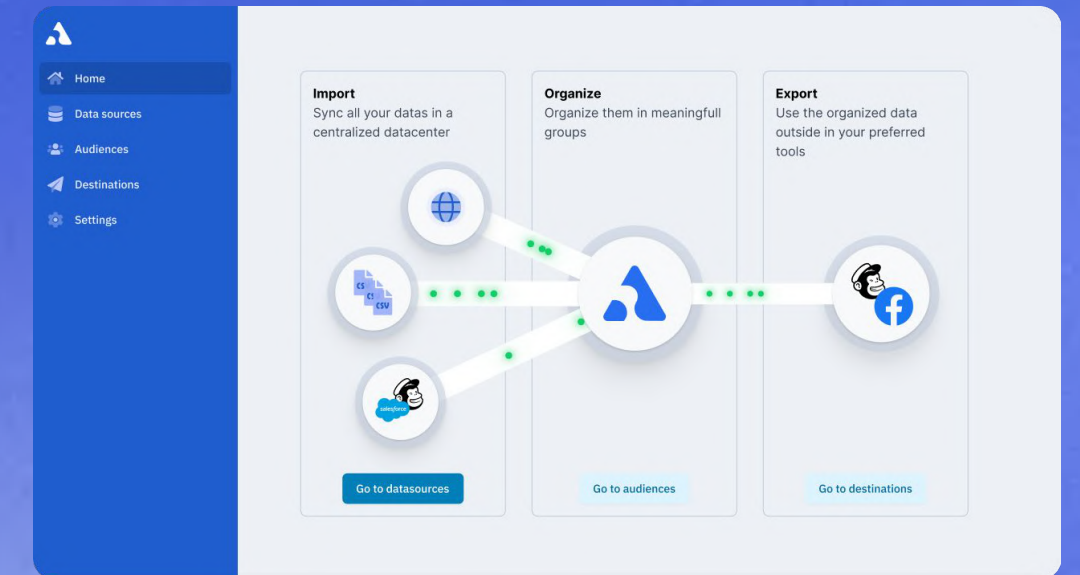 Home
Data sources
Audiences
Destinations
Settings
Import
Sync all your datas in a
centralized datacenter
CSV
salesforce
Go to datasources
Organize
Organize them in meaningfull
groups
Go to audiences
Export
Use the organized data
outside in your preferred
tools
Go to destinations